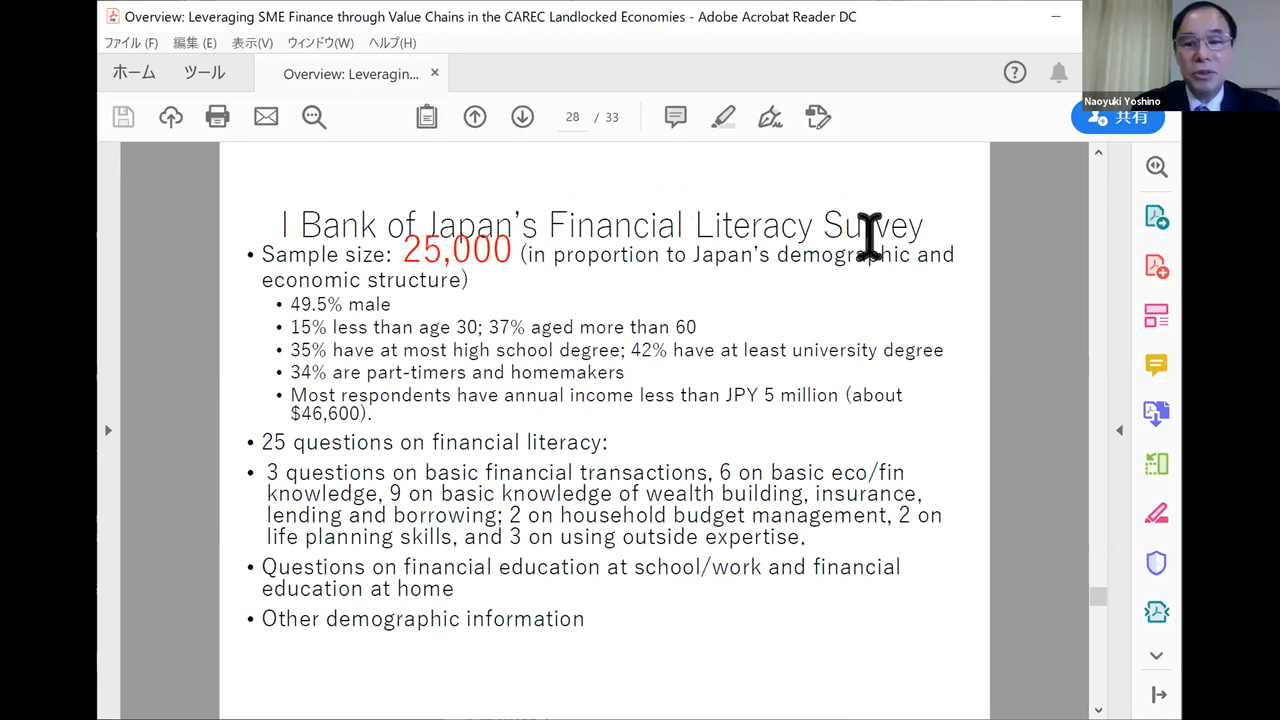 Overview: Leveraging SME Finance through Value Chains in the CAREC Landlocked Economies - Adobe Acrobat Reader DC
ファイル (F) 編集 (E) 表示(V) ウィンドウ(W) ヘルプ(H)
ホーム ツール Overview: Leveragin... ×
28 / 33
Naoyuki Yoshino
共有
I Bank of Japan's Financial Literacy Survey
• Sample size: 25,000 (in proportion to Japan's demographic and
economic structure)
• 49.5% male
• 15% less than age 30; 37% aged more than 60
• 35% have at most high school degree; 42% have at least university degree
• 34% are part-timers and homemakers
• Most respondents have annual income less than JPY 5 million (about
$46,600).
• 25 questions on financial literacy:
• 3 questions on basic financial transactions, 6 on basic eco/fin
knowledge, 9 on basic knowledge of wealth building, insurance,
lending and borrowing; 2 on household budget management, 2 on
life planning skills, and 3 on using outside expertise.
• Questions on financial education at school/work and financial
education at home
• Other demographic information